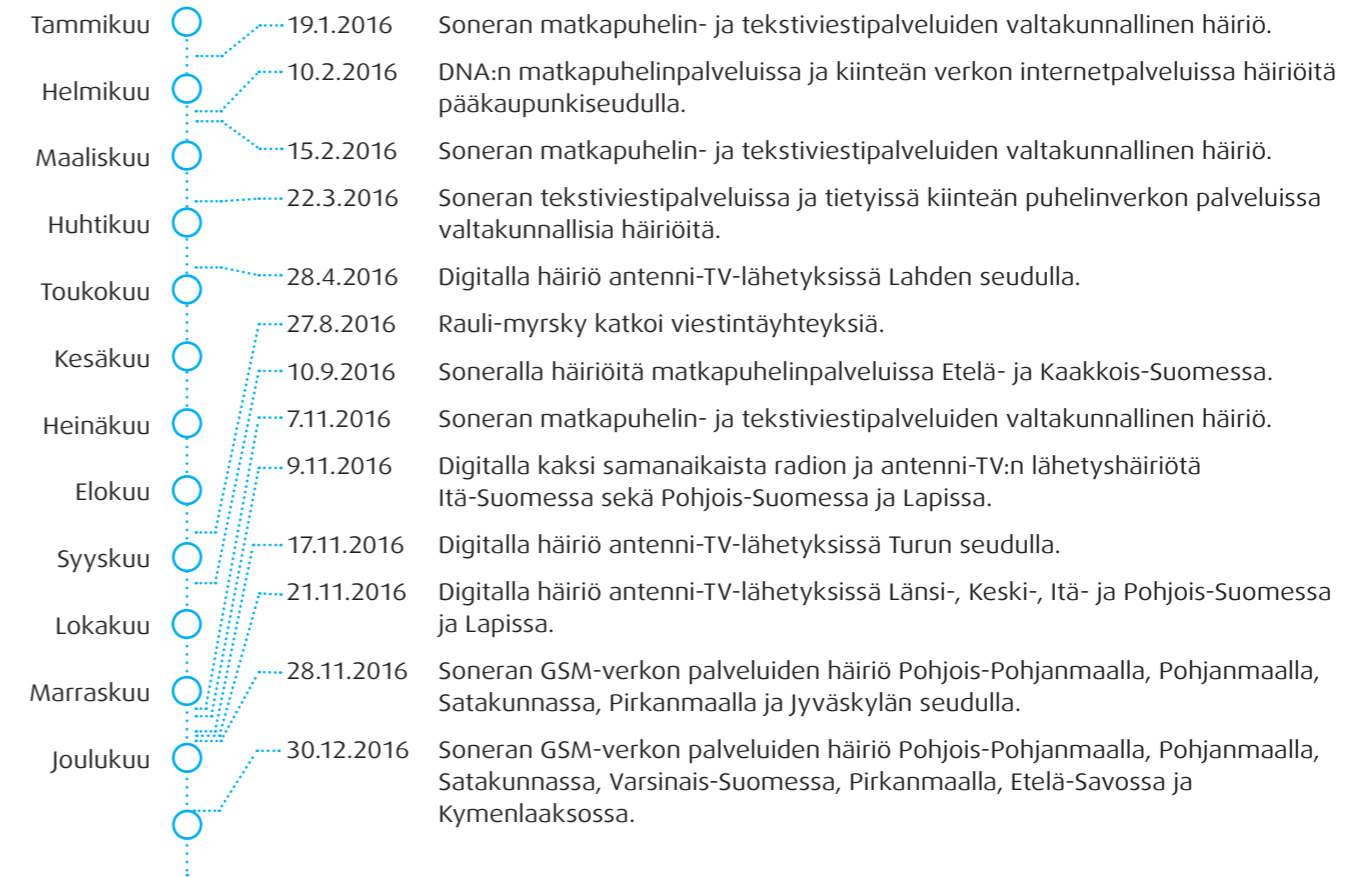 Tammikuu
19.1.2016 Soneran matkapuhelin- ja tekstiviestipalveluiden valtakunnallinen häiriö.
Helmikuu
10.2.2016 DNA:n matkapuhelinpalveluissa ja kiinteän verkon internetpalveluissa häiriöitä
pääkaupunkiseudulla.
Maaliskuu
15.2.2016 Soneran matkapuhelin- ja tekstiviestipalveluiden valtakunnallinen häiriö.
22.3.2016 Soneran tekstiviestipalveluissa ja tietyissä kiinteän puhelinverkon palveluissa
valtakunnallisia häiriöitä.
Huhtikuu
28.4.2016 Digitalla häiriö antenni-TV-lähetyksissä Lahden seudulla.
Toukokuu
27.8.2016 Rauli-myrsky katkoi viestintäyhteyksiä.
Kesäkuu
10.9.2016 Soneralla häiriöitä matkapuhelinpalveluissa Etelä- ja Kaakkois-Suomessa.
Heinäkuu
7.11.2016 Soneran matkapuhelin- ja tekstiviestipalveluiden valtakunnallinen häiriö.
9.11.2016 Digitalla kaksi samanaikaista radion ja antenni-TV:n lähetyshäiriötä
Itä-Suomessa sekä Pohjois-Suomessa ja Lapissa.
Elokuu
17.11.2016 Digitalla häiriö antenni-TV-lähetyksissä Turun seudulla.
Syyskuu
21.11.2016 Digitalla häiriö antenni-TV-lähetyksissä Länsi-, Keski-, Itä- ja Pohjois-Suomessa
ja Lapissa.
Lokakuu
28.11.2016 Soneran GSM-verkon palveluiden häiriö Pohjois-Pohjanmaalla, Pohjanmaalla,
Satakunnassa, Pirkanmaalla ja Jyväskylän seudulla.
Marraskuu
30.12.2016 Soneran GSM-verkon palveluiden häiriö Pohjois-Pohjanmaalla, Pohjanmaalla,
Satakunnassa, Varsinais-Suomessa, Pirkanmaalla, Etelä-Savossa ja
Kymenlaaksossa.
Joulukuu